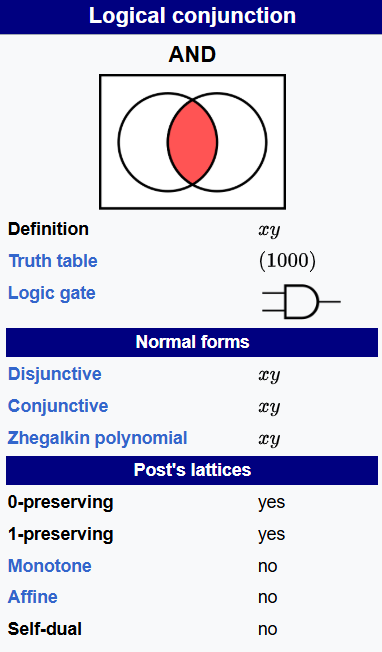 Logical conjunction
AND
Definition xy
Truth table (1000)
Logic gate
Normal forms
Disjunctive xy
Conjunctive xy
Zhegalkin polynomial xy
Post's lattices
0-preserving yes
1-preserving yes
Monotone no
Affine no
Self-dual no